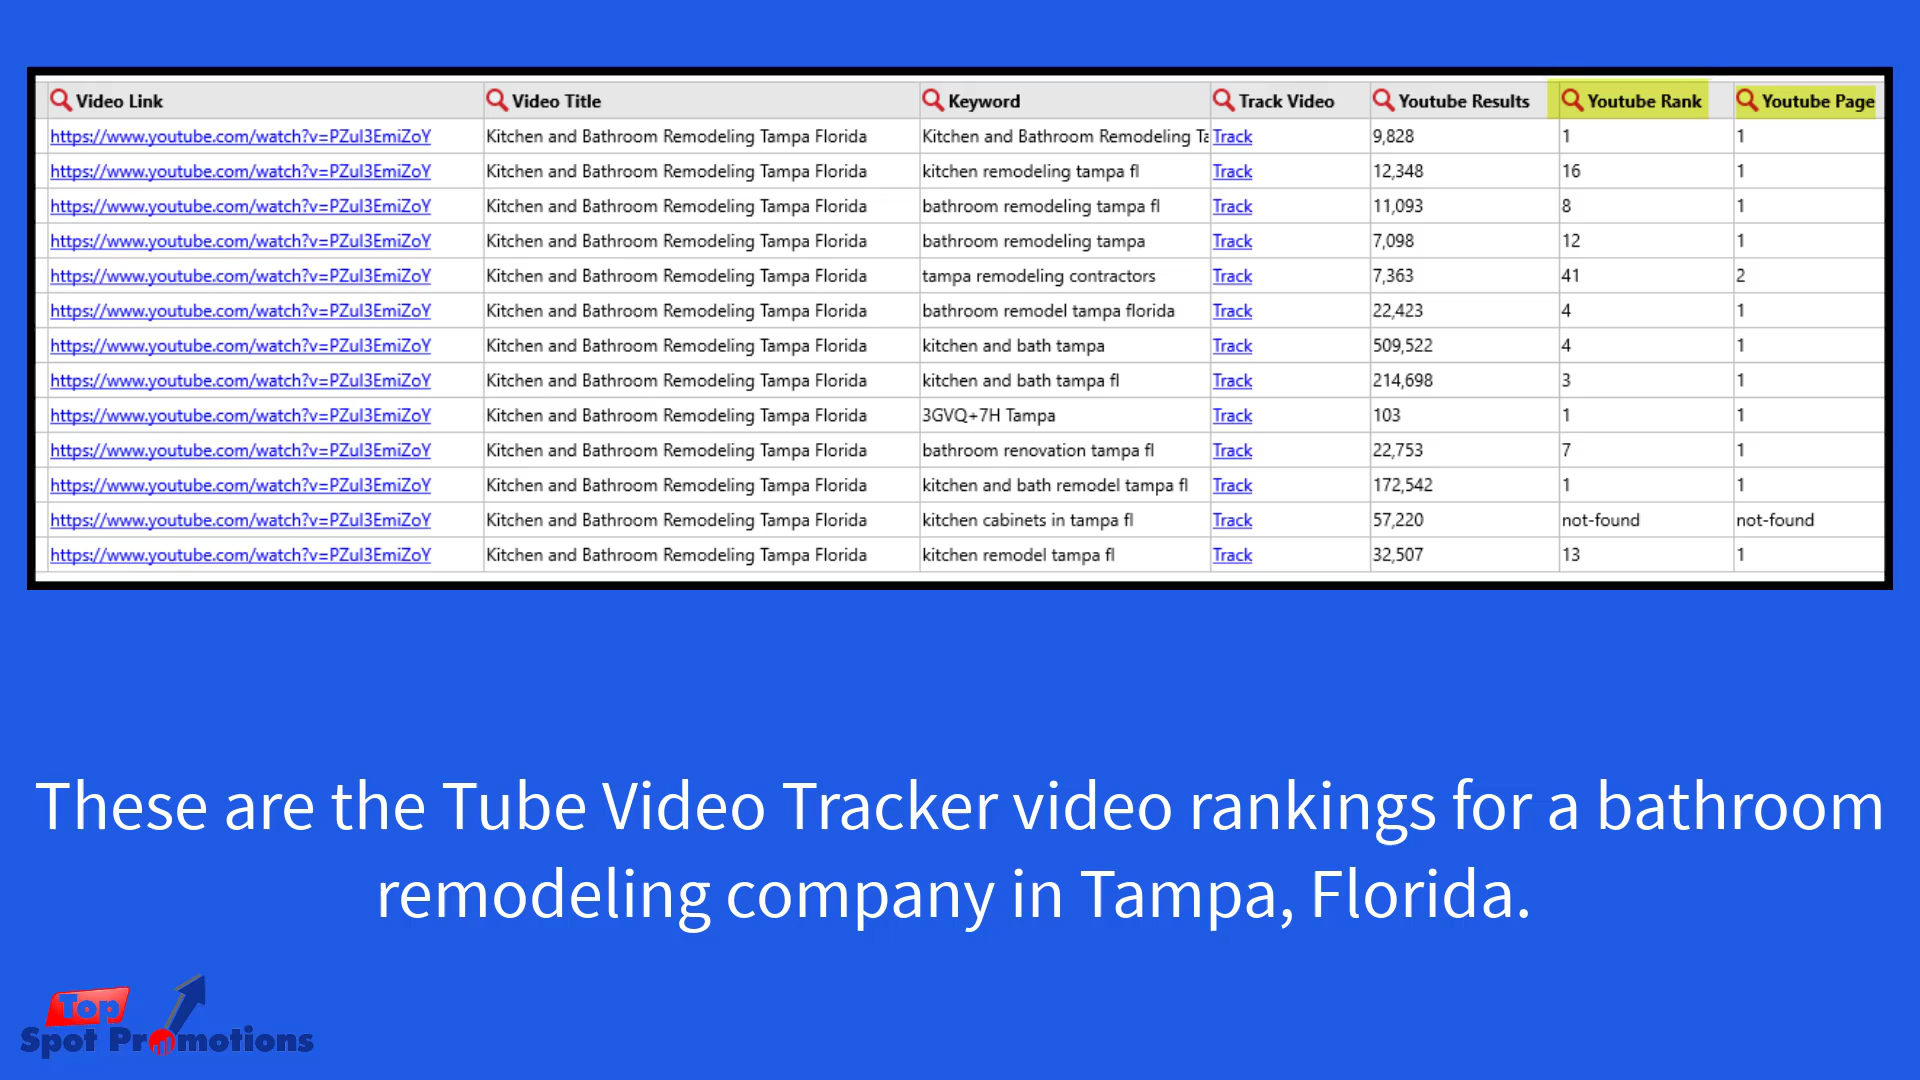 Video Link Video Title Keyword Track Video Youtube Results Youtube Rank Youtube Page
https://www.youtube.com/watch?v=PZuI3EmiZoY Kitchen and Bathroom Remodeling Tampa Florida Kitchen and Bathroom Remodeling Ta Track 9,828 1 1
https://www.youtube.com/watch?v=PZuI3EmiZoY Kitchen and Bathroom Remodeling Tampa Florida kitchen remodeling tampa fl Track 12,348 16 1
https://www.youtube.com/watch?v=PZuI3EmiZoY Kitchen and Bathroom Remodeling Tampa Florida bathroom remodeling tampa fl Track 11,093 8 1
https://www.youtube.com/watch?v=PZuI3EmiZoY Kitchen and Bathroom Remodeling Tampa Florida bathroom remodeling tampa Track 7,098 12 1
https://www.youtube.com/watch?v=PZuI3EmiZoY Kitchen and Bathroom Remodeling Tampa Florida tampa remodeling contractors Track 7,363 41 2
https://www.youtube.com/watch?v=PZuI3EmiZoY Kitchen and Bathroom Remodeling Tampa Florida bathroom remodel tampa florida Track 22,423 4 1
https://www.youtube.com/watch?v=PZuI3EmiZoY Kitchen and Bathroom Remodeling Tampa Florida kitchen and bath tampa Track 509,522 4 1
https://www.youtube.com/watch?v=PZuI3EmiZoY Kitchen and Bathroom Remodeling Tampa Florida kitchen and bath tampa fl Track 214,698 3 1
https://www.youtube.com/watch?v=PZuI3EmiZoY Kitchen and Bathroom Remodeling Tampa Florida 3GVQ+7H Tampa Track 103 1 1
https://www.youtube.com/watch?v=PZuI3EmiZoY Kitchen and Bathroom Remodeling Tampa Florida bathroom renovation tampa fl Track 22,753 7 1
https://www.youtube.com/watch?v=PZuI3EmiZoY Kitchen and Bathroom Remodeling Tampa Florida kitchen and bath remodel tampa fl Track 172,542 1 1
https://www.youtube.com/watch?v=PZuI3EmiZoY Kitchen and Bathroom Remodeling Tampa Florida kitchen cabinets in tampa fl Track 57,220 not-found not-found
https://www.youtube.com/watch?v=PZuI3EmiZoY Kitchen and Bathroom Remodeling Tampa Florida kitchen remodel tampa fl Track 32,507 13 1
These are the Tube Video Tracker video rankings for a bathroom
remodeling company in Tampa, Florida.
Top
Spot Promotions